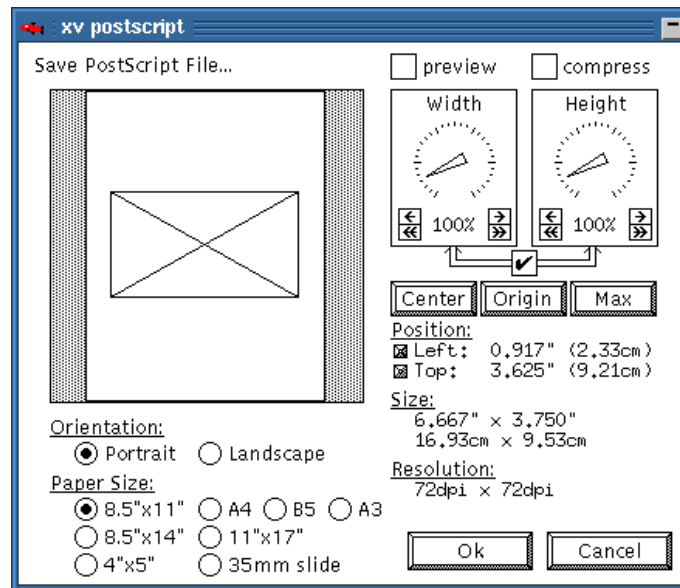 xv postscript
Save PostScript File...
preview compress
Width Height
100% 100%
Center Origin Max
Position:
Left: 0.917" (2.33cm)
Top: 3.625" (9.21cm)
Size:
6.667" x 3.750"
16.93cm x 9.53cm
Resolution:
72dpi x 72dpi
Orientation:
Portrait Landscape
Paper Size:
8.5"x11" A4 B5 A3
8.5"x14" 11"x17"
4"x5" 35mm slide
Ok Cancel